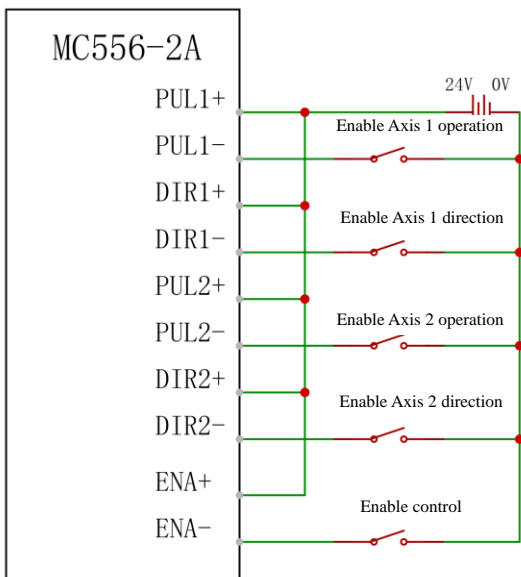 MC556-2A
24V 0V
PUL1+
Enable Axis 1 operation
PUL1-
DIR1+
Enable Axis 1 direction
DIR1-
PUL2+
Enable Axis 2 operation
PUL2-
DIR2+
Enable Axis 2 direction
DIR2-
ENA+
Enable control
ENA-